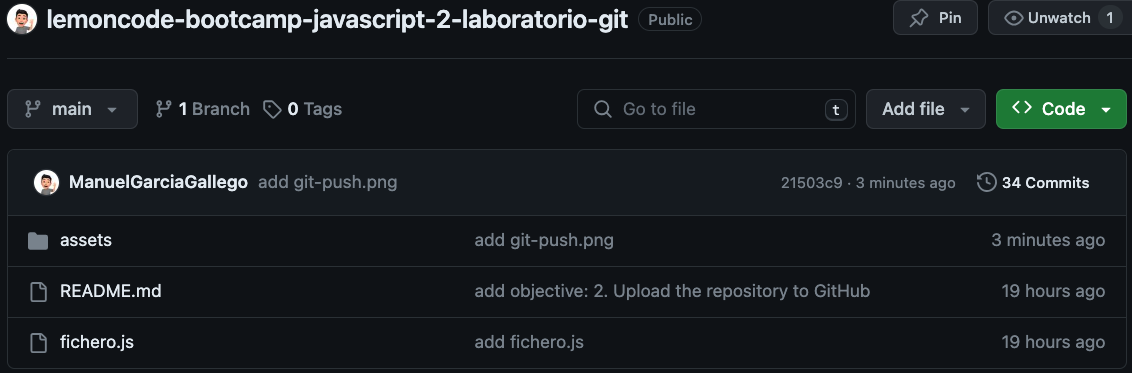 lemoncode-bootcamp-javascript-2-laboratorio-git Public Pin Unwatch 1
main 1 Branch 0 Tags Go to file t Add file Code
ManuelGarciaGallego add git-push.png 21503c9 · 3 minutes ago 34 Commits
assets add git-push.png 3 minutes ago
README.md add objective: 2. Upload the repository to GitHub 19 hours ago
fichero.js add fichero.js 19 hours ago